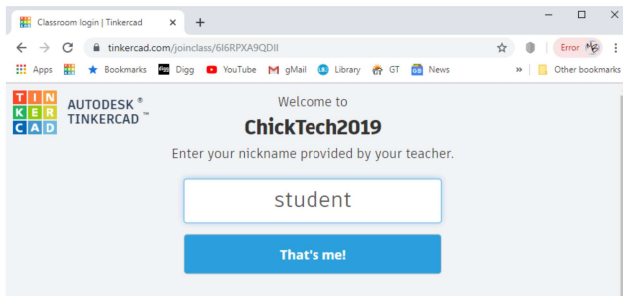 Classroom login | Tinkercad
tinkercad.com/joinclass/6I6RPXA9QDII
Error
Apps
Bookmarks
digg Digg
YouTube
gMail
Library
GT
News
»
Other bookmarks
TIN
KER
CAD
AUTODESK ®
TINKERCAD ™
Welcome to
ChickTech2019
Enter your nickname provided by your teacher.
student
That's me!